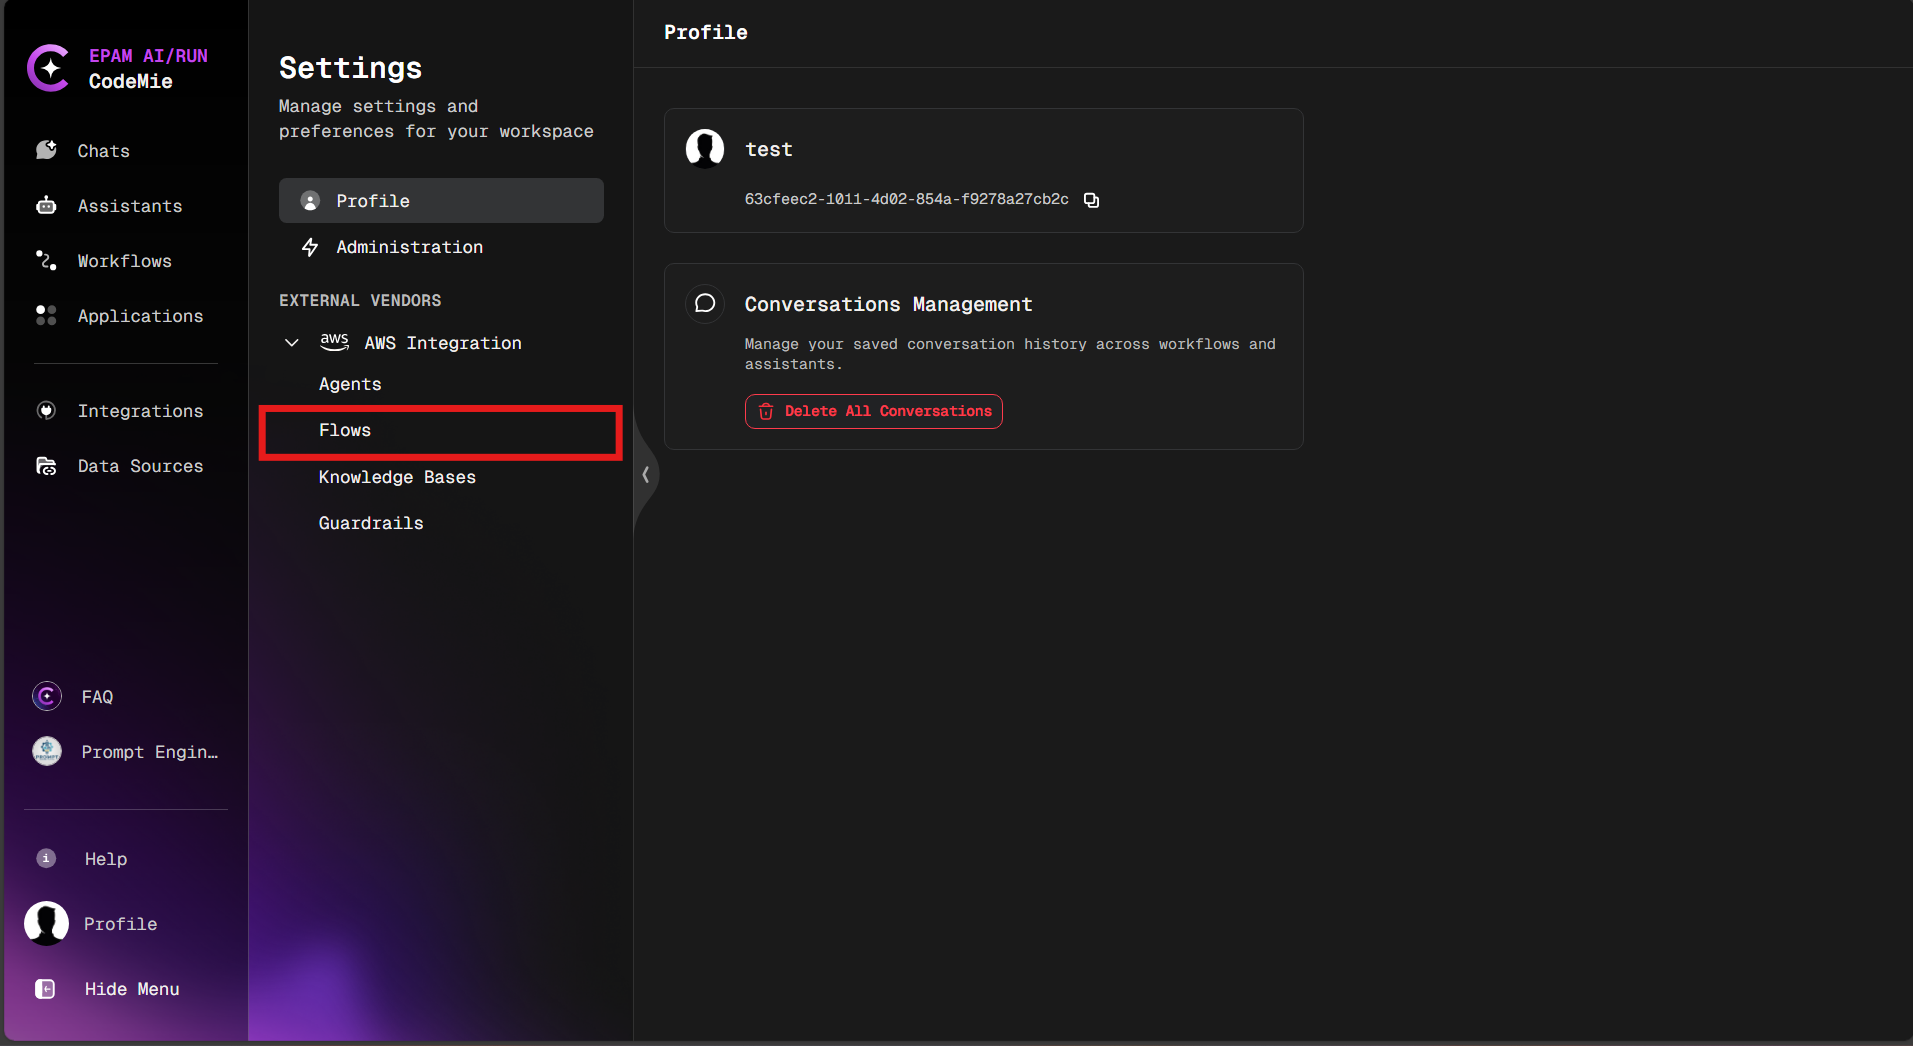 EPAM AI/RUN
CodeMie
Chats
Assistants
Workflows
Applications
Integrations
Data Sources
FAQ
Prompt Engin…
Help
Profile
Hide Menu
Settings
Manage settings and
preferences for your workspace
Profile
Administration
EXTERNAL VENDORS
aws AWS Integration
Agents
Flows
Knowledge Bases
Guardrails
Profile
test
63cfeec2-1011-4d02-854a-f9278a27cb2c
Conversations Management
Manage your saved conversation history across workflows and
assistants.
Delete All Conversations